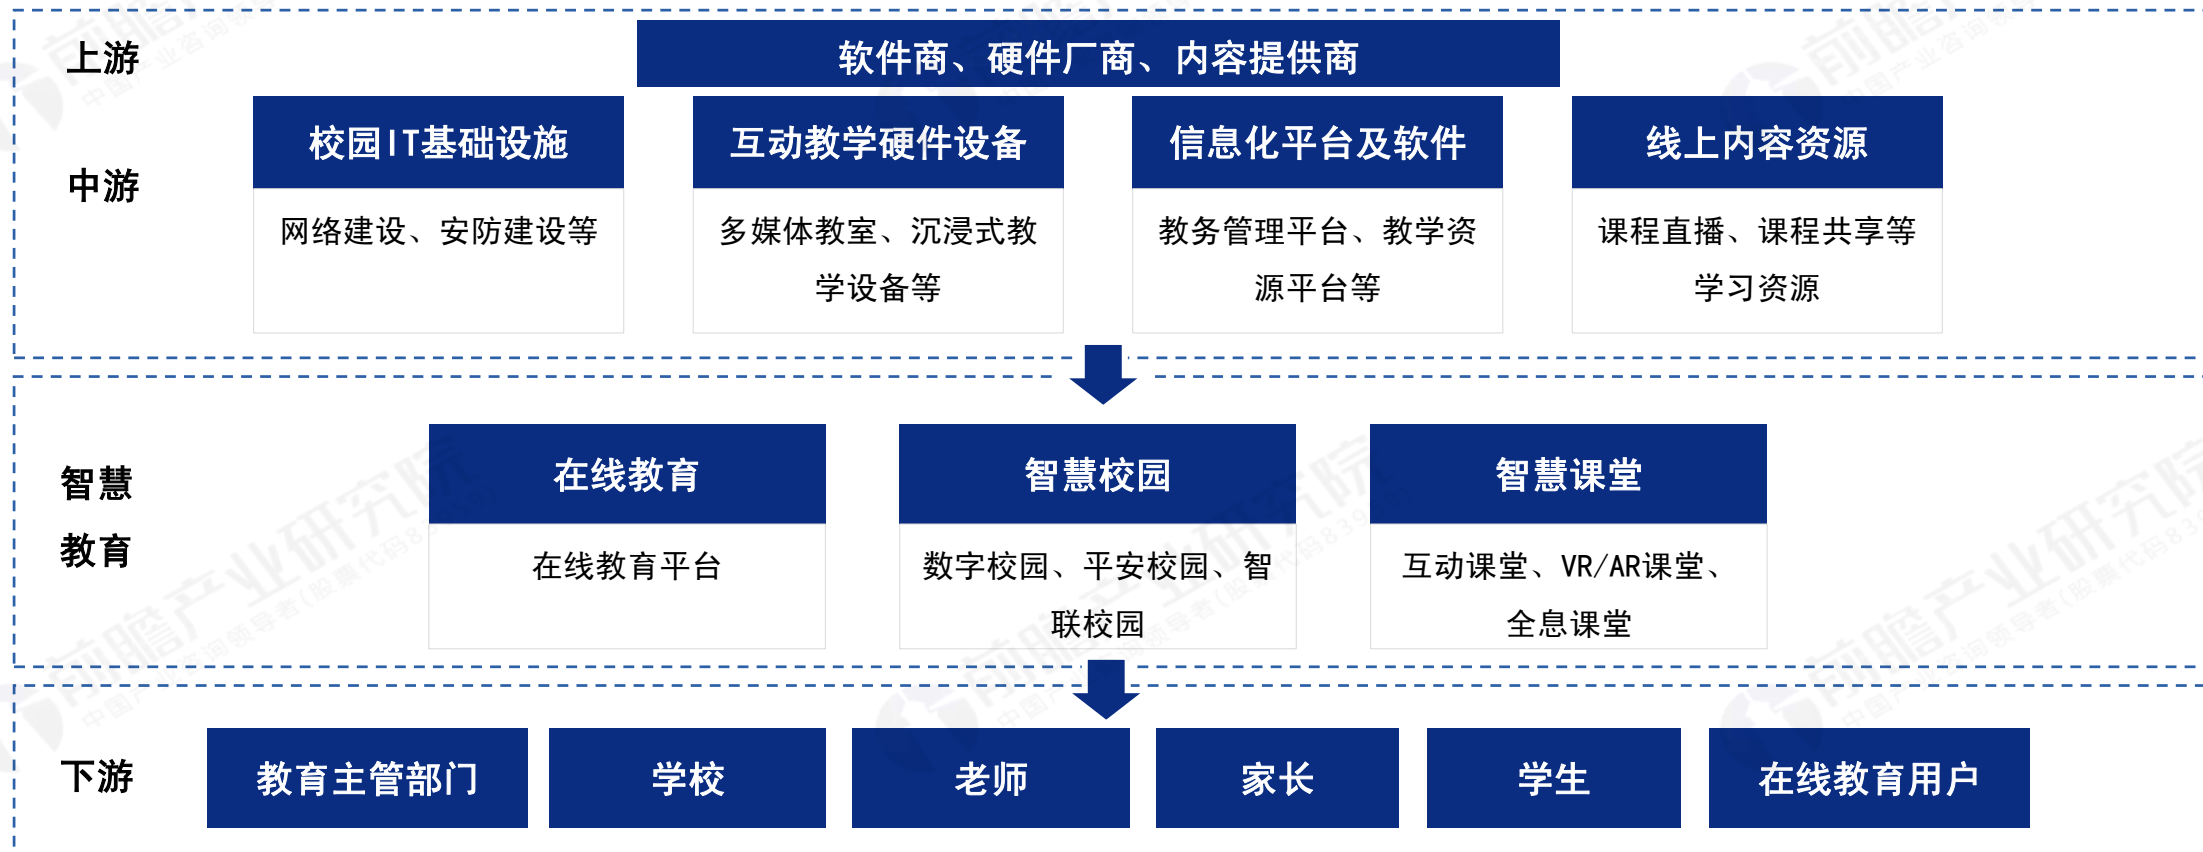 上游
软件商、硬件厂商、内容提供商
中游
校园IT基础设施
网络建设、安防建设等
互动教学硬件设备
多媒体教室、沉浸式教
学设备等
信息化平台及软件
教务管理平台、教学资
源平台等
线上内容资源
课程直播、课程共享等
学习资源
智慧
教育
在线教育
在线教育平台
智慧校园
数字校园、平安校园、智
联校园
智慧课堂
互动课堂、VR/AR课堂、
全息课堂
下游
教育主管部门
学校
老师
家长
学生
在线教育用户
前瞻产业研究院